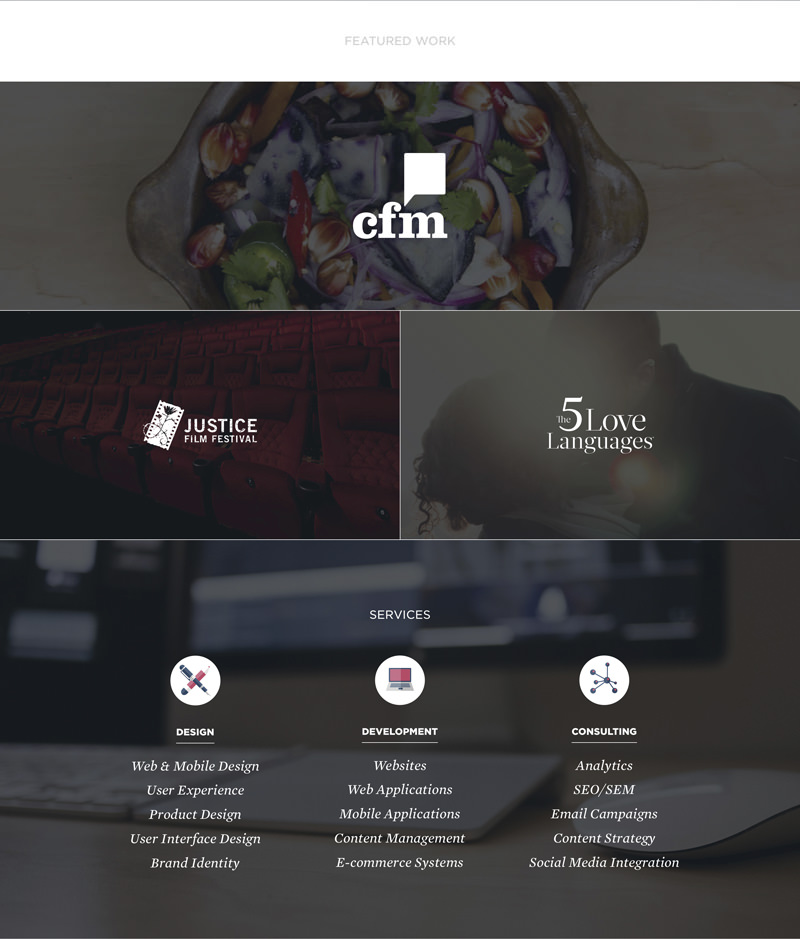 FEATURED WORK
cfm
JUSTICE
FILM FESTIVAL
The 5 Love
Languages
SERVICES
DESIGN
Web & Mobile Design
User Experience
Product Design
User Interface Design
Brand Identity
DEVELOPMENT
Websites
Web Applications
Mobile Applications
Content Management
E-commerce Systems
CONSULTING
Analytics
SEO/SEM
Email Campaigns
Content Strategy
Social Media Integration